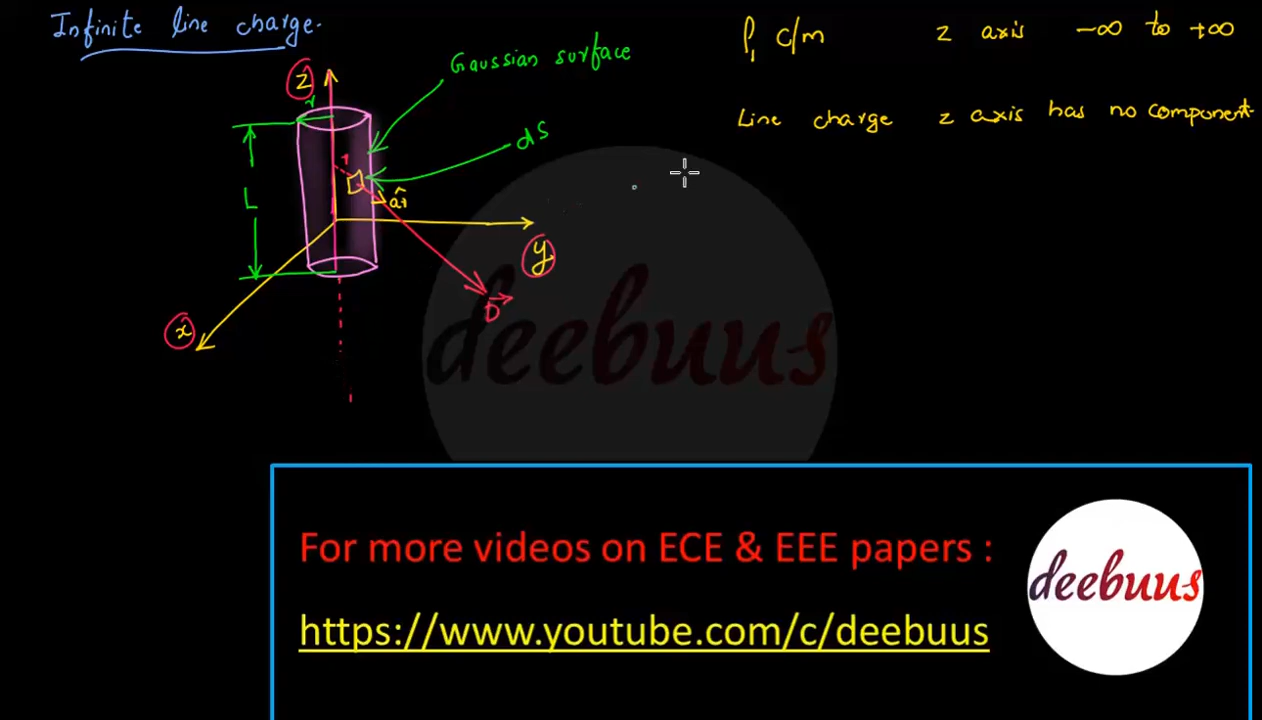 Infinite line charge.
ρl c/m z axis -∞ to +∞
Gaussian surface
ẑ
r
Line charge z axis has no component
dS
r
L
âr
ŷ
D⃗
x̂
deebuus
For more videos on ECE & EEE papers :
deebuus
https://www.youtube.com/c/deebuus